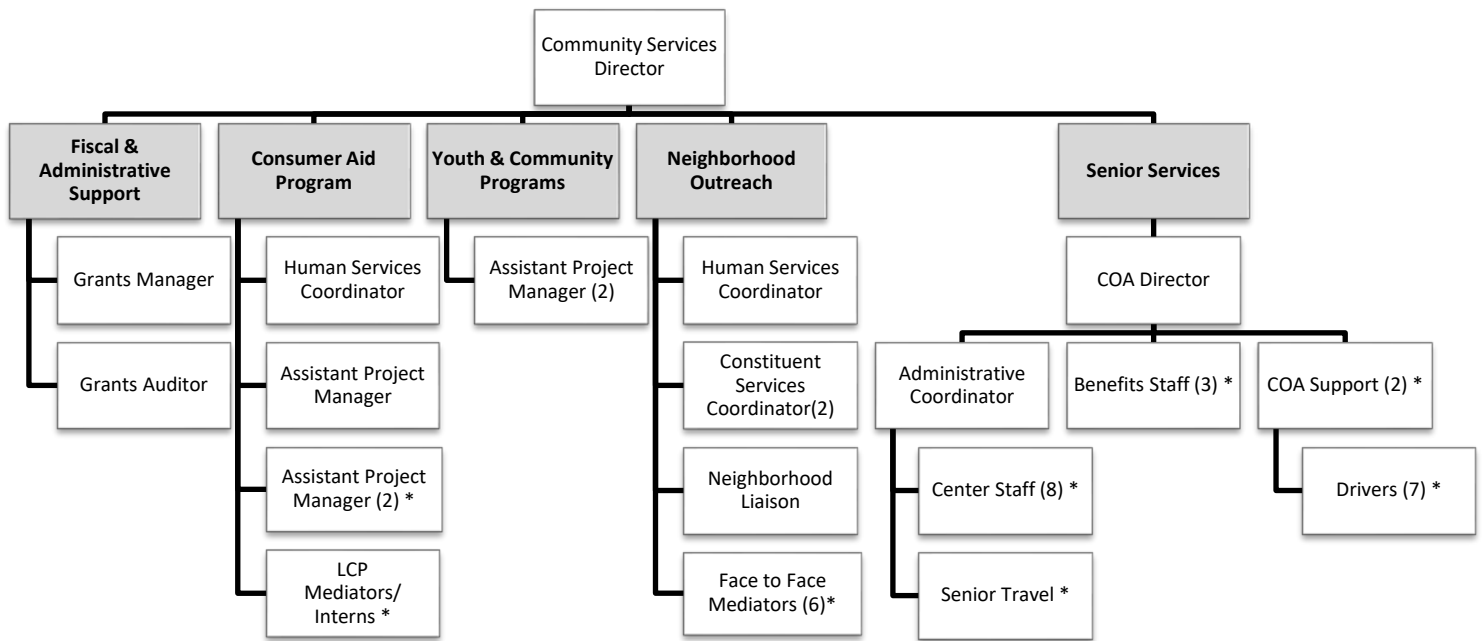 Community Services
Director
Fiscal &
Administrative
Support
Consumer Aid
Program
Youth & Community
Programs
Neighborhood
Outreach
Senior Services
Grants Manager
Grants Auditor
Human Services
Coordinator
Assistant Project
Manager
Assistant Project
Manager (2) *
LCP
Mediators/
Interns *
Assistant Project
Manager (2)
Human Services
Coordinator
Constituent
Services
Coordinator(2)
Neighborhood
Liaison
Face to Face
Mediators (6)*
COA Director
Administrative
Coordinator
Center Staff (8) *
Senior Travel *
Benefits Staff (3) *
COA Support (2) *
Drivers (7) *